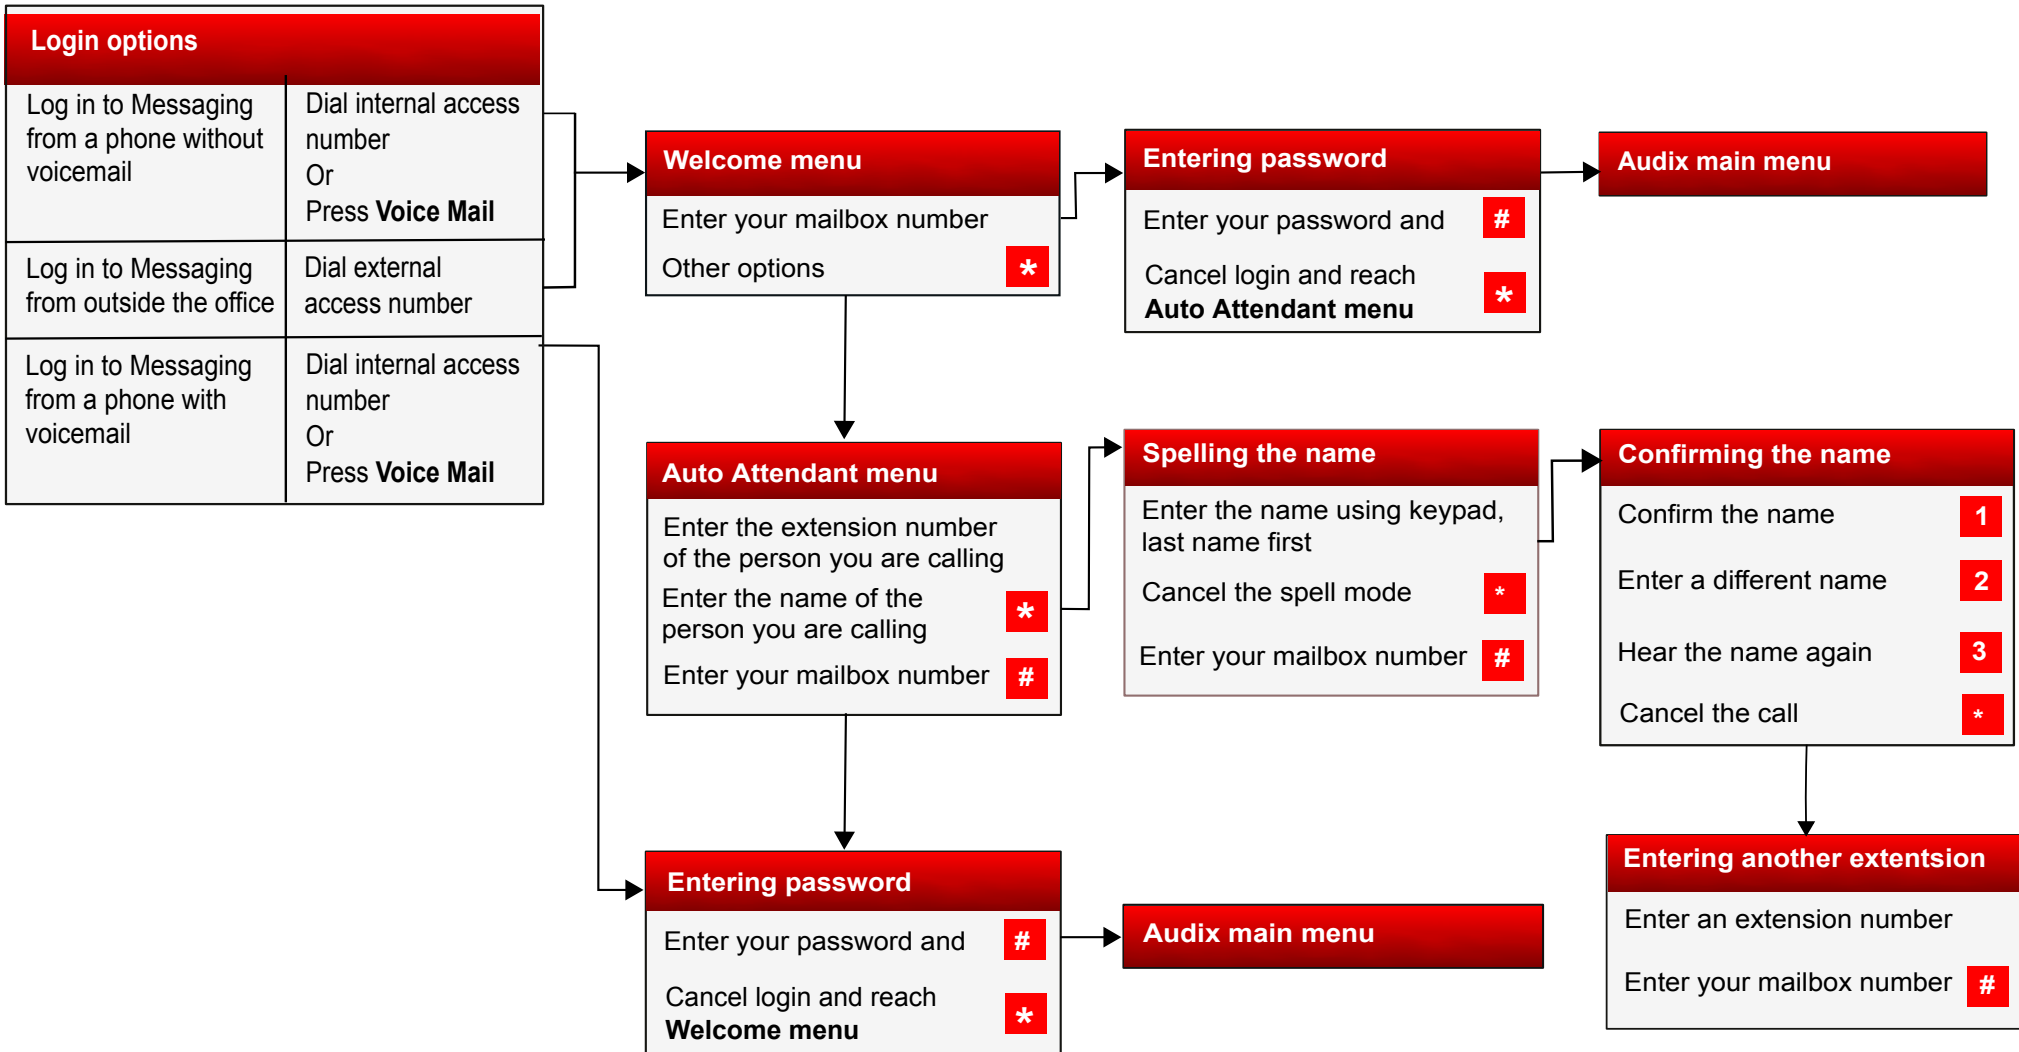 Login options
Log in to Messaging
from a phone without
voicemail
Dial internal access
number
Or
Press Voice Mail
Log in to Messaging
from outside the office
Dial external
access number
Log in to Messaging
from a phone with
voicemail
Dial internal access
number
Or
Press Voice Mail
Welcome menu
Enter your mailbox number
Other options *
Entering password
Enter your password and #
Cancel login and reach
Auto Attendant menu *
Audix main menu
Auto Attendant menu
Enter the extension number
of the person you are calling
Enter the name of the
person you are calling *
Enter your mailbox number #
Spelling the name
Enter the name using keypad,
last name first
Cancel the spell mode *
Enter your mailbox number #
Confirming the name
Confirm the name 1
Enter a different name 2
Hear the name again 3
Cancel the call *
Entering password
Enter your password and #
Cancel login and reach
Welcome menu *
Audix main menu
Entering another extentsion
Enter an extension number
Enter your mailbox number #